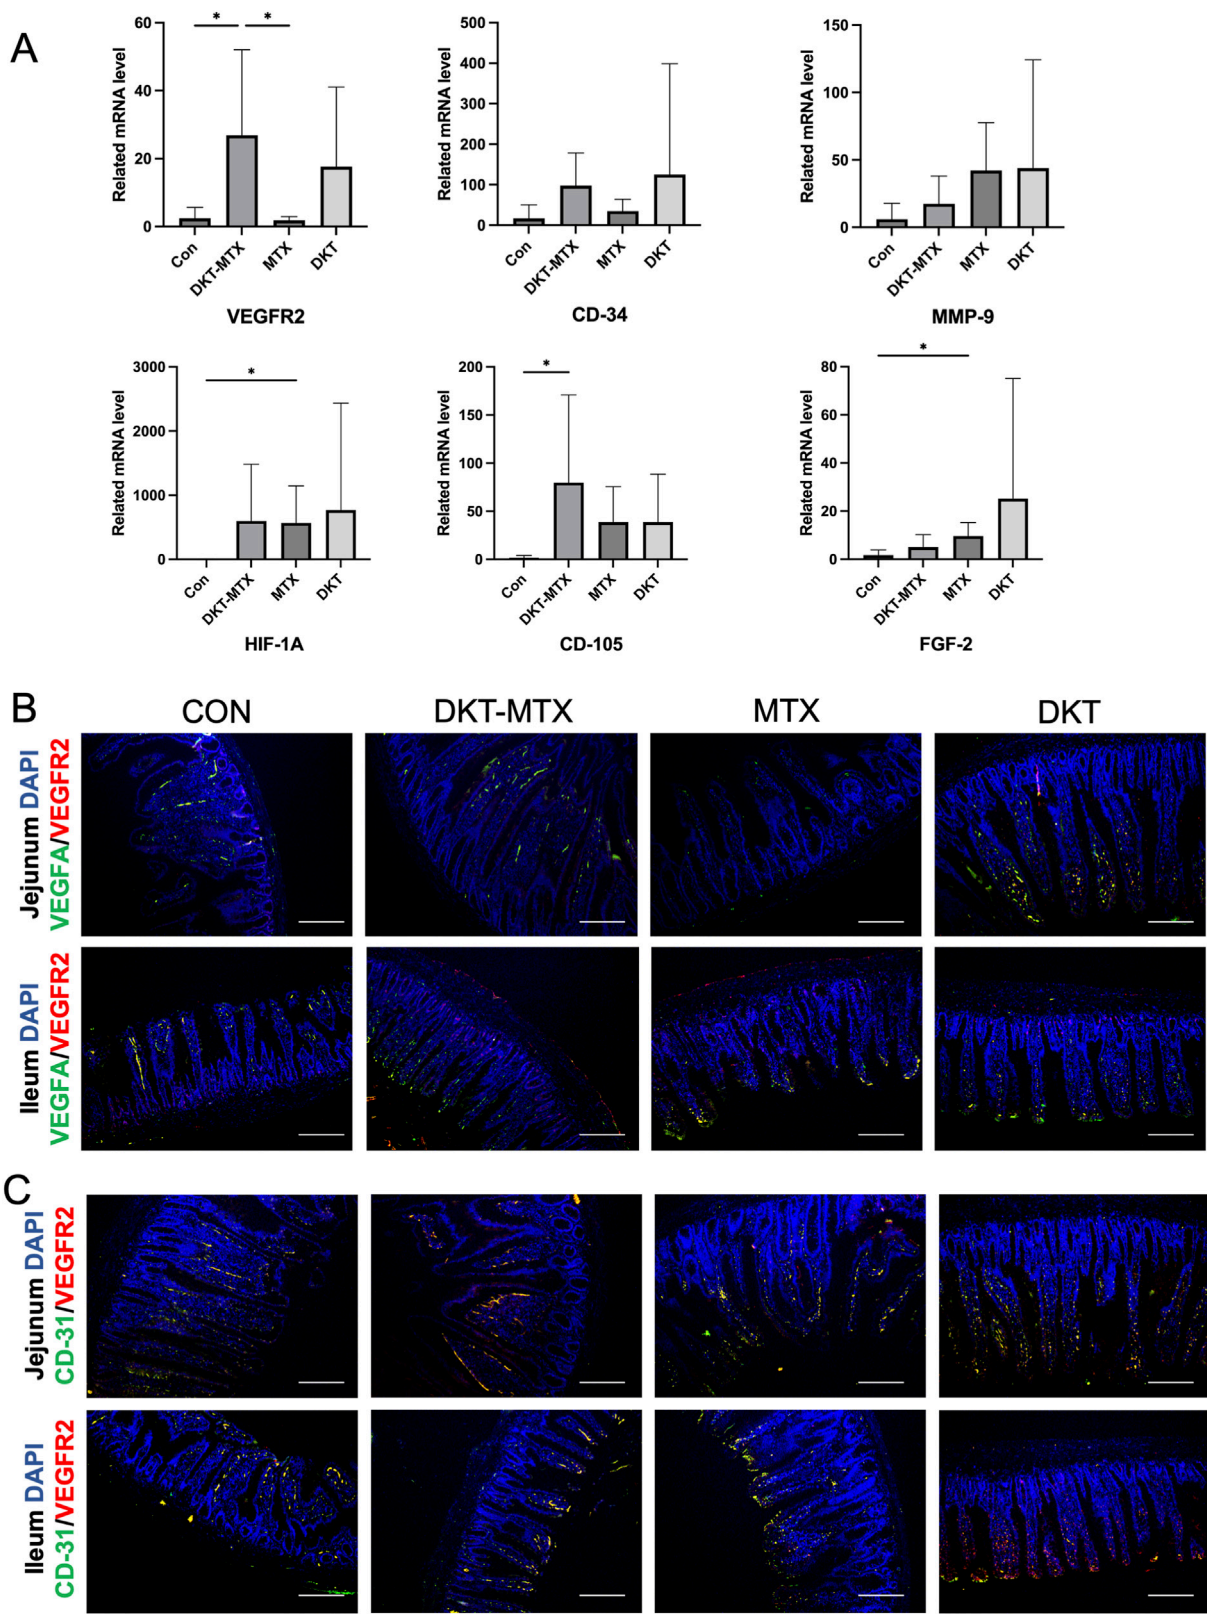 A
Related mRNA level
60
40
20
0
*
*
Con
DKT-MTX
MTX
DKT
VEGFR2
Related mRNA level
500
400
300
200
100
0
Con
DKT-MTX
MTX
DKT
CD-34
Related mRNA level
150
100
50
0
Con
DKT-MTX
MTX
DKT
MMP-9
Related mRNA level
3000
2000
1000
0
*
Con
DKT-MTX
MTX
DKT
HIF-1A
Related mRNA level
200
150
100
50
0
*
Con
DKT-MTX
MTX
DKT
CD-105
Related mRNA level
80
60
40
20
0
*
Con
DKT-MTX
MTX
DKT
FGF-2
B
CON
DKT-MTX
MTX
DKT
Jejunum DAPI
VEGFA/VEGFR2
Ileum DAPI
VEGFA/VEGFR2
C
Jejunum DAPI
CD-31/VEGFR2
Ileum DAPI
CD-31/VEGFR2